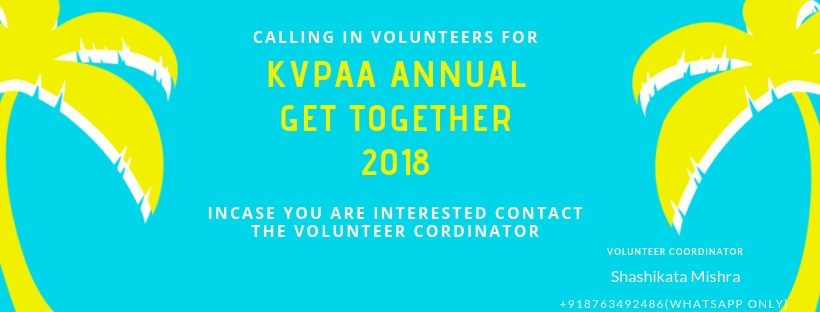 CALLING IN VOLUNTEERS FOR
KVPAA ANNUAL
GET TOGETHER
2018
INCASE YOU ARE INTERESTED CONTACT
THE VOLUNTEER CORDINATOR
VOLUNTEER COORDINATOR
Shashikata Mishra
+918763492486(WHATSAPP ONLY)